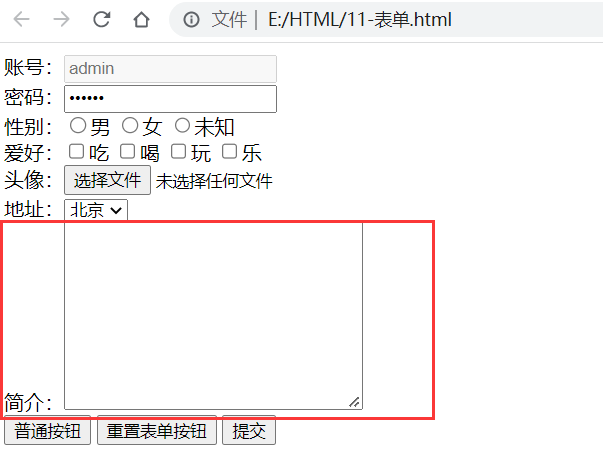 文件 | E:/HTML/11-表单.html
账号: admin
密码: ••••••
性别: 男 女 未知
爱好: 吃 喝 玩 乐
头像: 选择文件 未选择任何文件
地址: 北京
简介:
普通按钮 重置表单按钮 提交